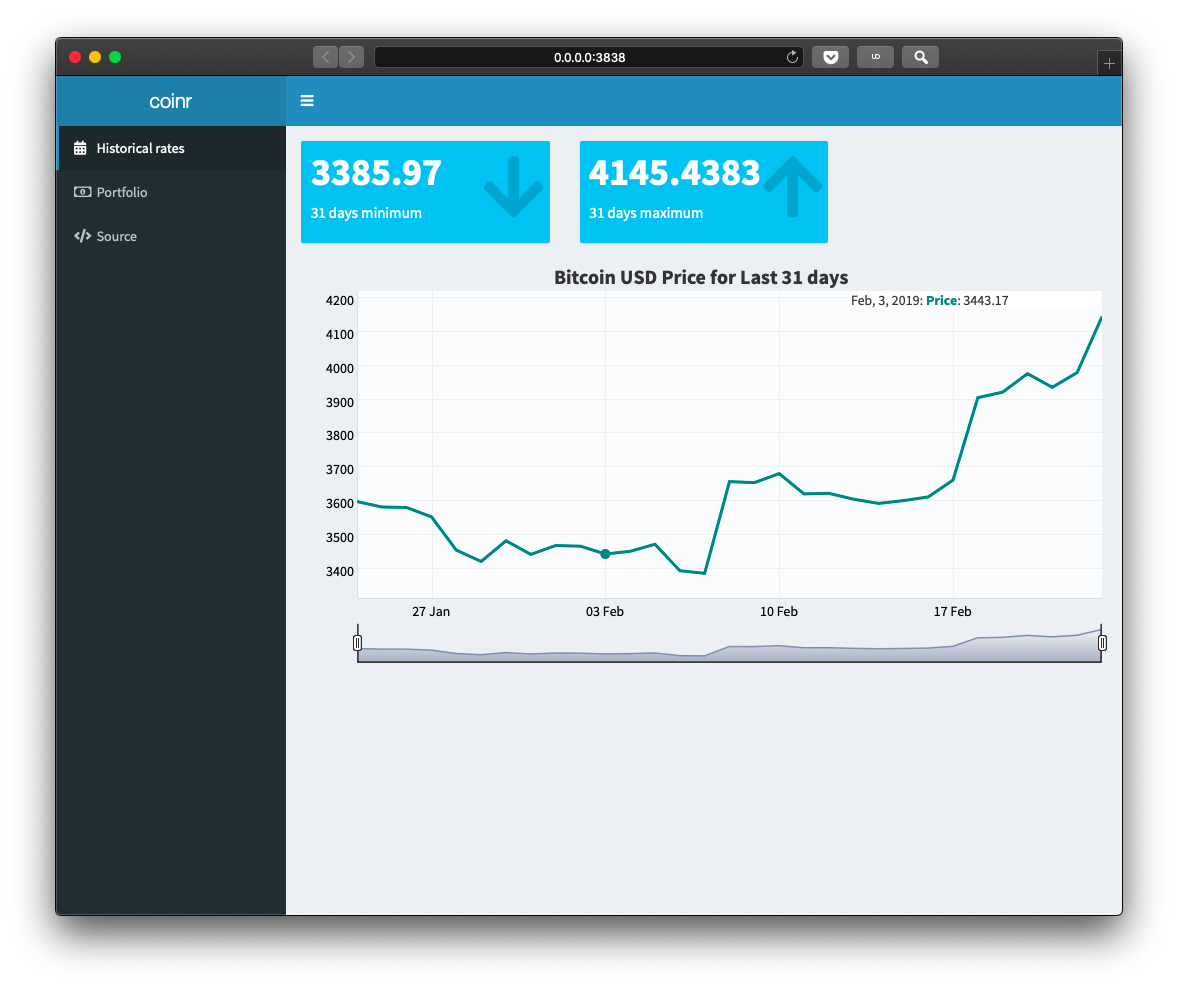 0.0.0.0:3838
coinr
Historical rates
Portfolio
Source
3385.97
31 days minimum
4145.4383
31 days maximum
Bitcoin USD Price for Last 31 days
Feb, 3, 2019: Price: 3443.17
4200
4100
4000
3900
3800
3700
3600
3500
3400
27 Jan 03 Feb 10 Feb 17 Feb